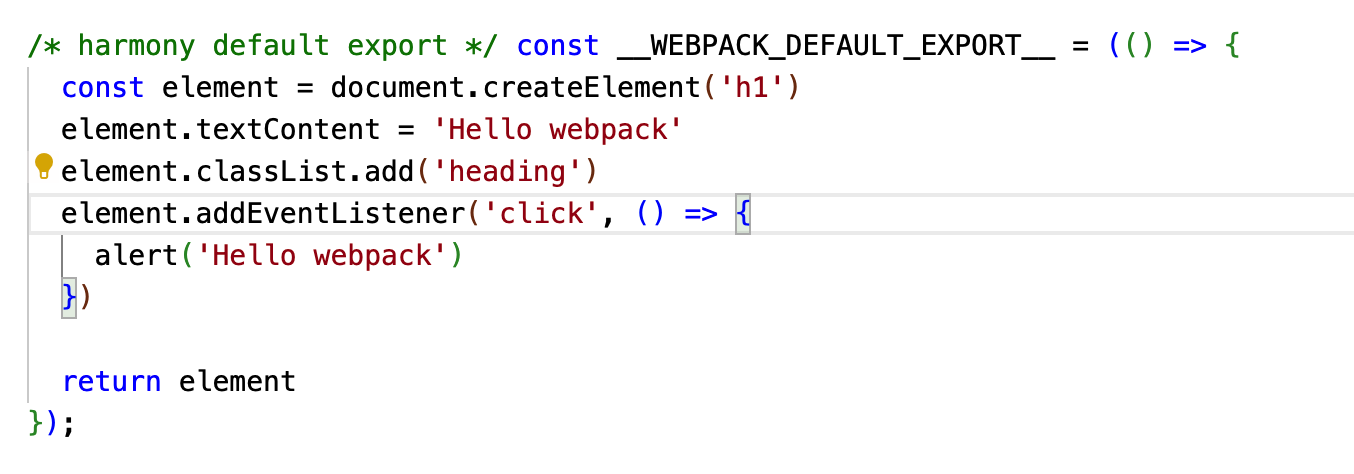 /* harmony default export */ const __WEBPACK_DEFAULT_EXPORT__ = (() => {
  const element = document.createElement('h1')
  element.textContent = 'Hello webpack'
  element.classList.add('heading')
  element.addEventListener('click', () => {
    alert('Hello webpack')
  })

  return element
});